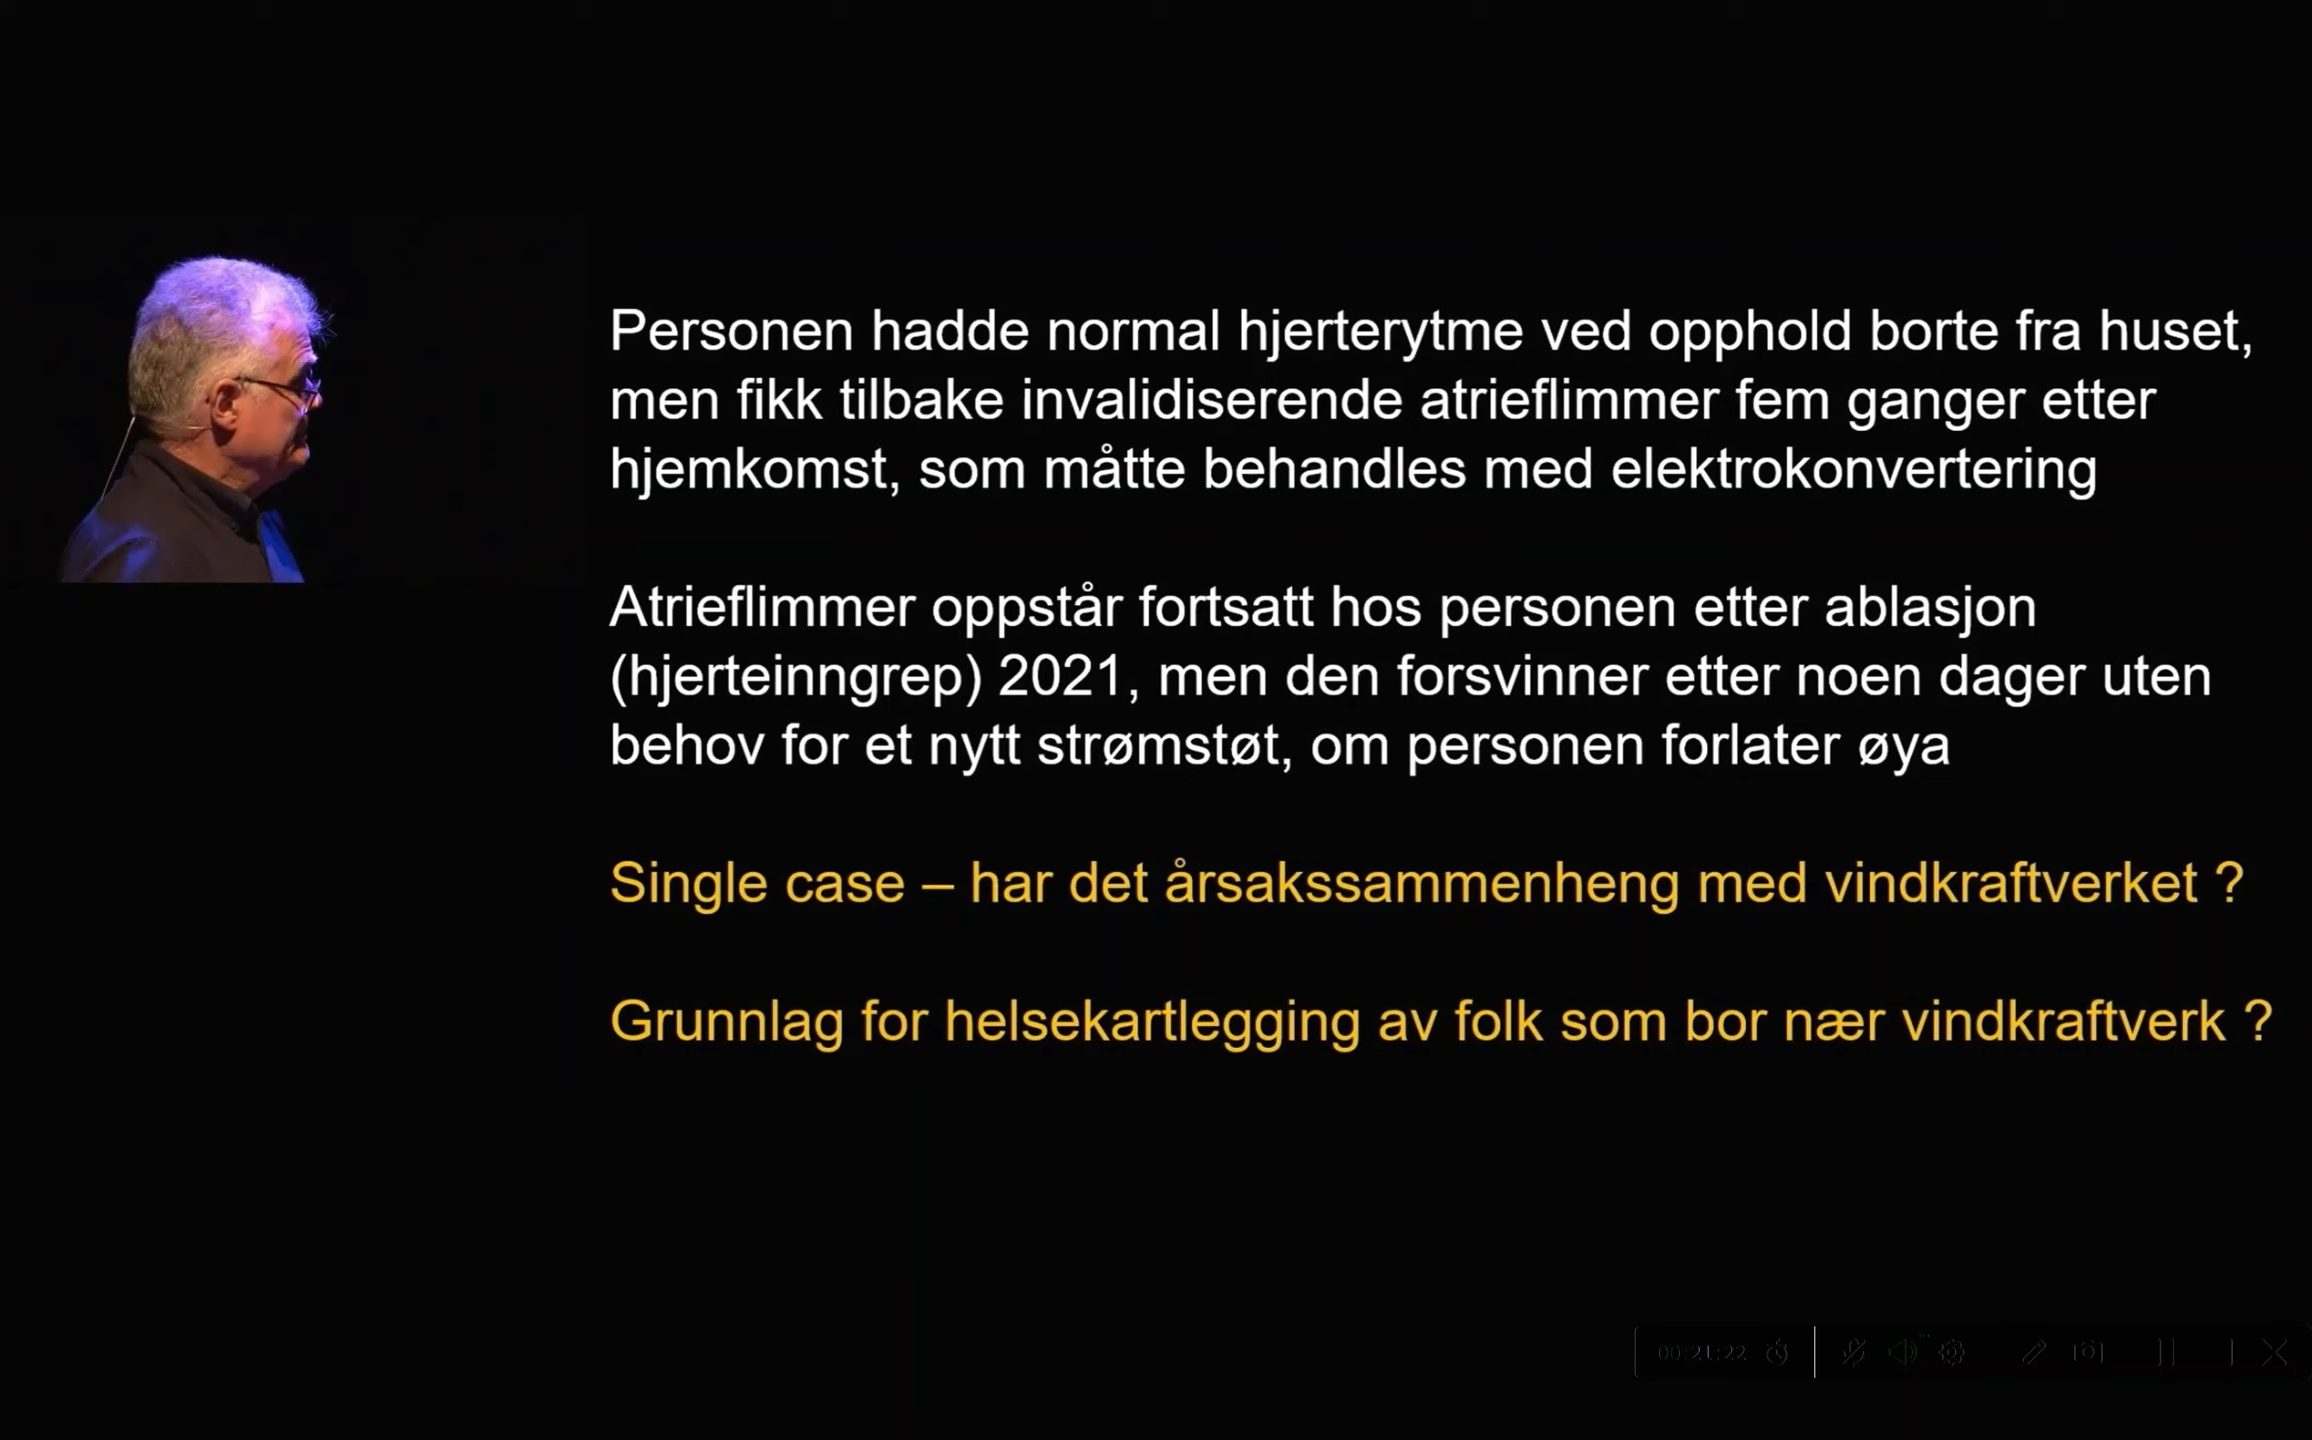 Personen hadde normal hjerterytme ved opphold borte fra huset,
men fikk tilbake invalidiserende atrieflimmer fem ganger etter
hjemkomst, som måtte behandles med elektrokonvertering
Atrieflimmer oppstår fortsatt hos personen etter ablasjon
(hjerteinngrep) 2021, men den forsvinner etter noen dager uten
behov for et nytt strømstøt, om personen forlater øya
Single case – har det årsakssammenheng med vindkraftverket ?
Grunnlag for helsekartlegging av folk som bor nær vindkraftverk ?
00:21:22